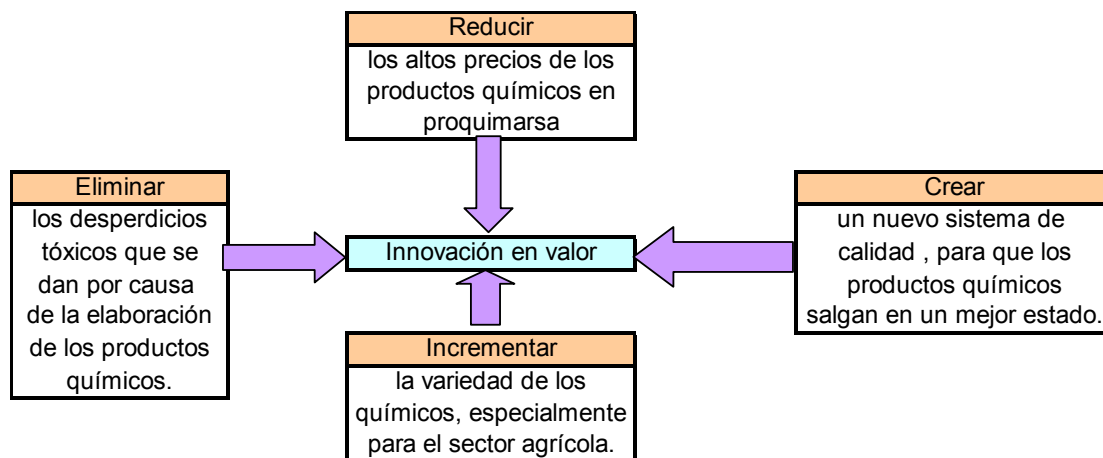 Reducir
los altos precios de los
productos químicos en
proquimarsa
Eliminar
los desperdicios
tóxicos que se
dan por causa
de la elaboración
de los productos
químicos.
Innovación en valor
Crear
un nuevo sistema de
calidad , para que los
productos químicos
salgan en un mejor estado.
Incrementar
la variedad de los
químicos, especialmente
para el sector agrícola.